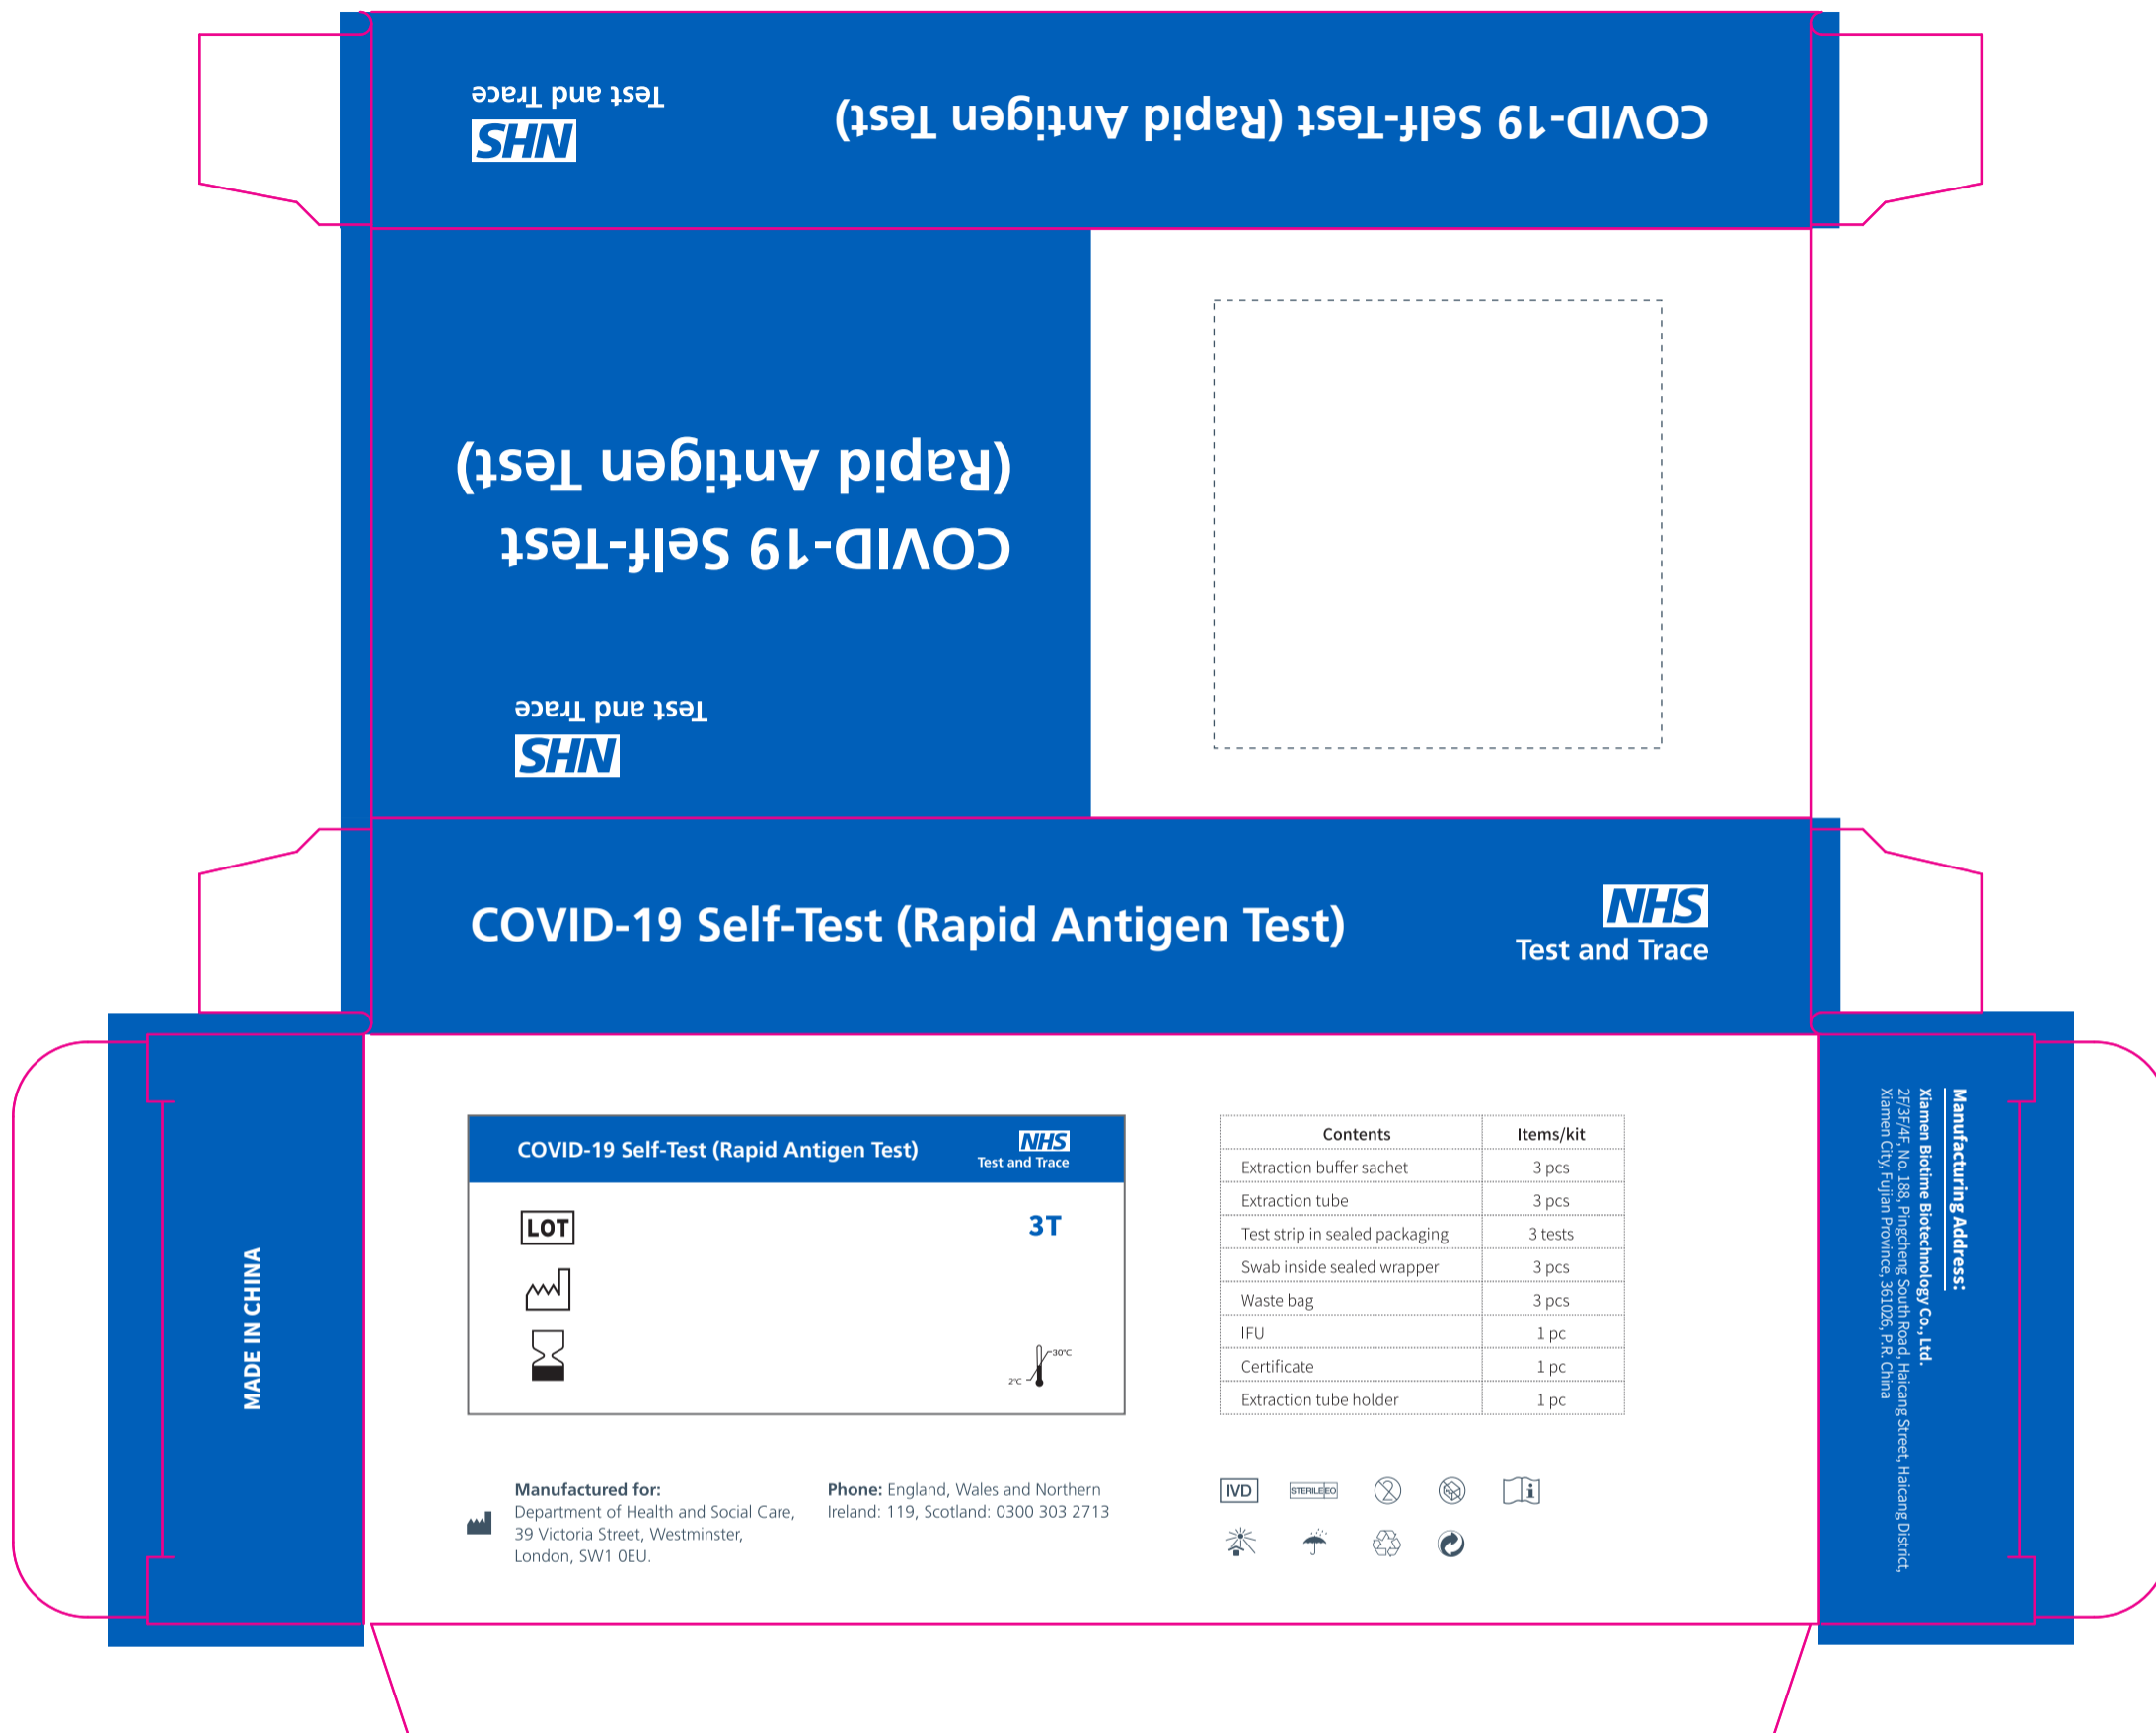 Test and Trace
NHS
COVID-19 Self-Test (Rapid Antigen Test)
COVID-19 Self-Test
(Rapid Antigen Test)
NHS
Test and Trace
COVID-19 Self-Test (Rapid Antigen Test)
NHS
Test and Trace
MADE IN CHINA
COVID-19 Self-Test (Rapid Antigen Test)
NHS
Test and Trace
LOT
3T
30°C
2°C
Contents Items/kit
Extraction buffer sachet 3 pcs
Extraction tube 3 pcs
Test strip in sealed packaging 3 tests
Swab inside sealed wrapper 3 pcs
Waste bag 3 pcs
IFU 1 pc
Certificate 1 pc
Extraction tube holder 1 pc
Manufactured for:
Department of Health and Social Care,
39 Victoria Street, Westminster,
London, SW1 0EU.
Phone: England, Wales and Northern
Ireland: 119, Scotland: 0300 303 2713
IVD
STERILE EO
2
i
Manufacturing Address:
Xiamen Biotime Biotechnology Co., Ltd.
2F/3F/4F, No. 188, Pingcheng South Road, Haicang Street, Haicang District,
Xiamen City, Fujian Province, 361026, P.R. China